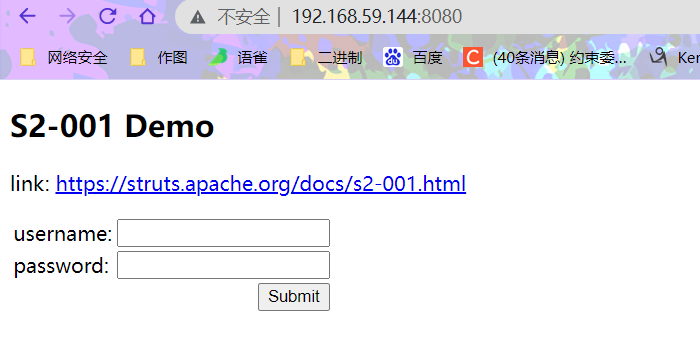 不安全 | 192.168.59.144:8080
网络安全 作图 语雀 二进制 百度 C (40条消息) 约束委... Ker
S2-001 Demo
link: https://struts.apache.org/docs/s2-001.html
username:
password:
Submit